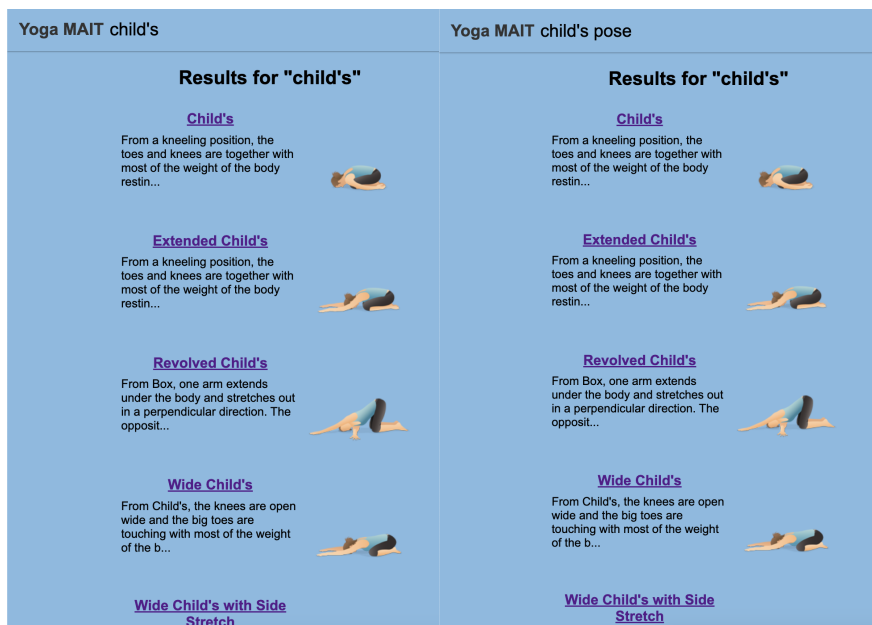 Yoga MAIT child's
Results for "child's"
Child's
From a kneeling position, the
toes and knees are together with
most of the weight of the body
restin...
Extended Child's
From a kneeling position, the
toes and knees are together with
most of the weight of the body
restin...
Revolved Child's
From Box, one arm extends
under the body and stretches out
in a perpendicular direction. The
opposit...
Wide Child's
From Child's, the knees are open
wide and the big toes are
touching with most of the weight
of the b...
Wide Child's with Side
Stretch
Yoga MAIT child's pose
Results for "child's"
Child's
From a kneeling position, the
toes and knees are together with
most of the weight of the body
restin...
Extended Child's
From a kneeling position, the
toes and knees are together with
most of the weight of the body
restin...
Revolved Child's
From Box, one arm extends
under the body and stretches out
in a perpendicular direction. The
opposit...
Wide Child's
From Child's, the knees are open
wide and the big toes are
touching with most of the weight
of the b...
Wide Child's with Side
Stretch